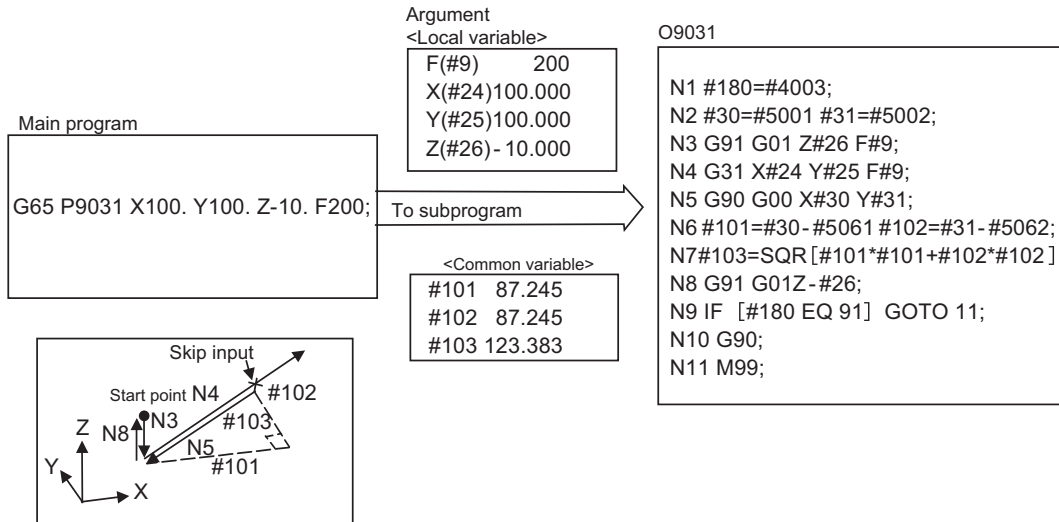 Main program
G65 P9031 X100. Y100. Z-10. F200;
Argument
<Local variable>
F(#9) 200
X(#24)100.000
Y(#25)100.000
Z(#26)-10.000
To subprogram
<Common variable>
#101 87.245
#102 87.245
#103 123.383
O9031
N1 #180=#4003;
N2 #30=#5001 #31=#5002;
N3 G91 G01 Z#26 F#9;
N4 G31 X#24 Y#25 F#9;
N5 G90 G00 X#30 Y#31;
N6 #101=#30-#5061 #102=#31-#5062;
N7#103=SQR[#101*#101+#102*#102]
N8 G91 G01Z-#26;
N9 IF [#180 EQ 91] GOTO 11;
N10 G90;
N11 M99;
Skip input
Start point N4
#102
N3
#103
N8
Z
N5
#101
Y
X